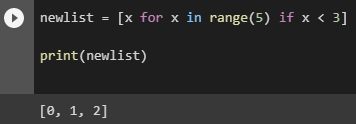 newlist = [x for x in range(5) if x < 3]
print(newlist)
[0, 1, 2]